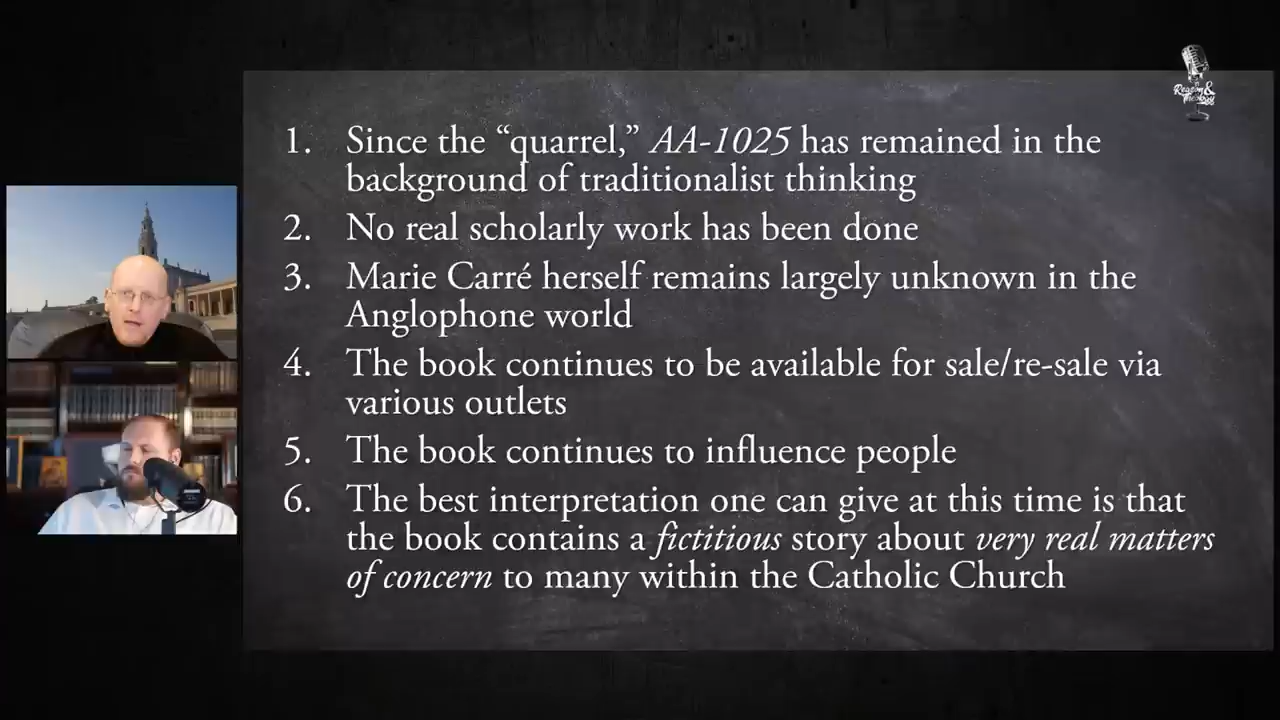 Reason &
Theology
1. Since the “quarrel,” AA-1025 has remained in the
background of traditionalist thinking
2. No real scholarly work has been done
3. Marie Carré herself remains largely unknown in the
Anglophone world
4. The book continues to be available for sale/re-sale via
various outlets
5. The book continues to influence people
6. The best interpretation one can give at this time is that
the book contains a fictitious story about very real matters
of concern to many within the Catholic Church